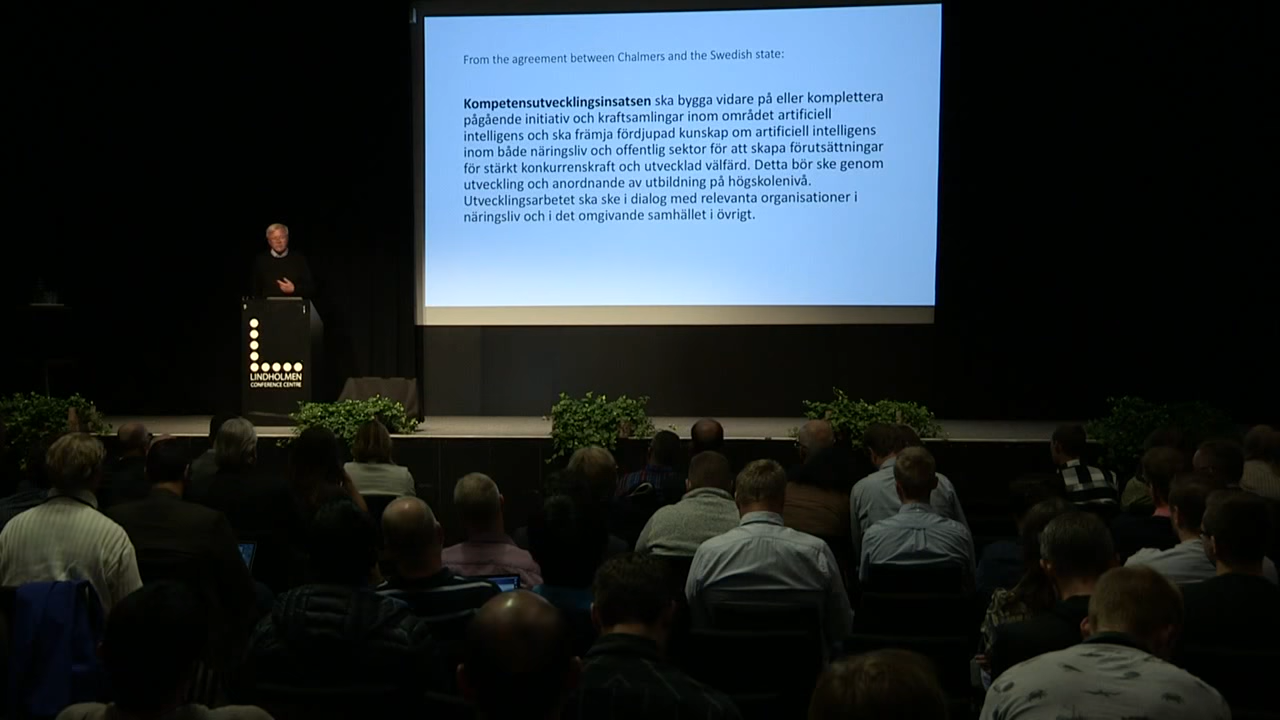 From the agreement between Chalmers and the Swedish state:
Kompetensutvecklingsinsatsen ska bygga vidare på eller komplettera
pågående initiativ och kraftsamlingar inom området artificiell
intelligens och ska främja fördjupad kunskap om artificiell intelligens
inom både näringsliv och offentlig sektor för att skapa förutsättningar
för stärkt konkurrenskraft och utvecklad välfärd. Detta bör ske genom
utveckling och anordnande av utbildning på högskolenivå.
Utvecklingsarbetet ska ske i dialog med relevanta organisationer i
näringsliv och i det omgivande samhället i övrigt.
LINDHOLMEN
CONFERENCE CENTRE